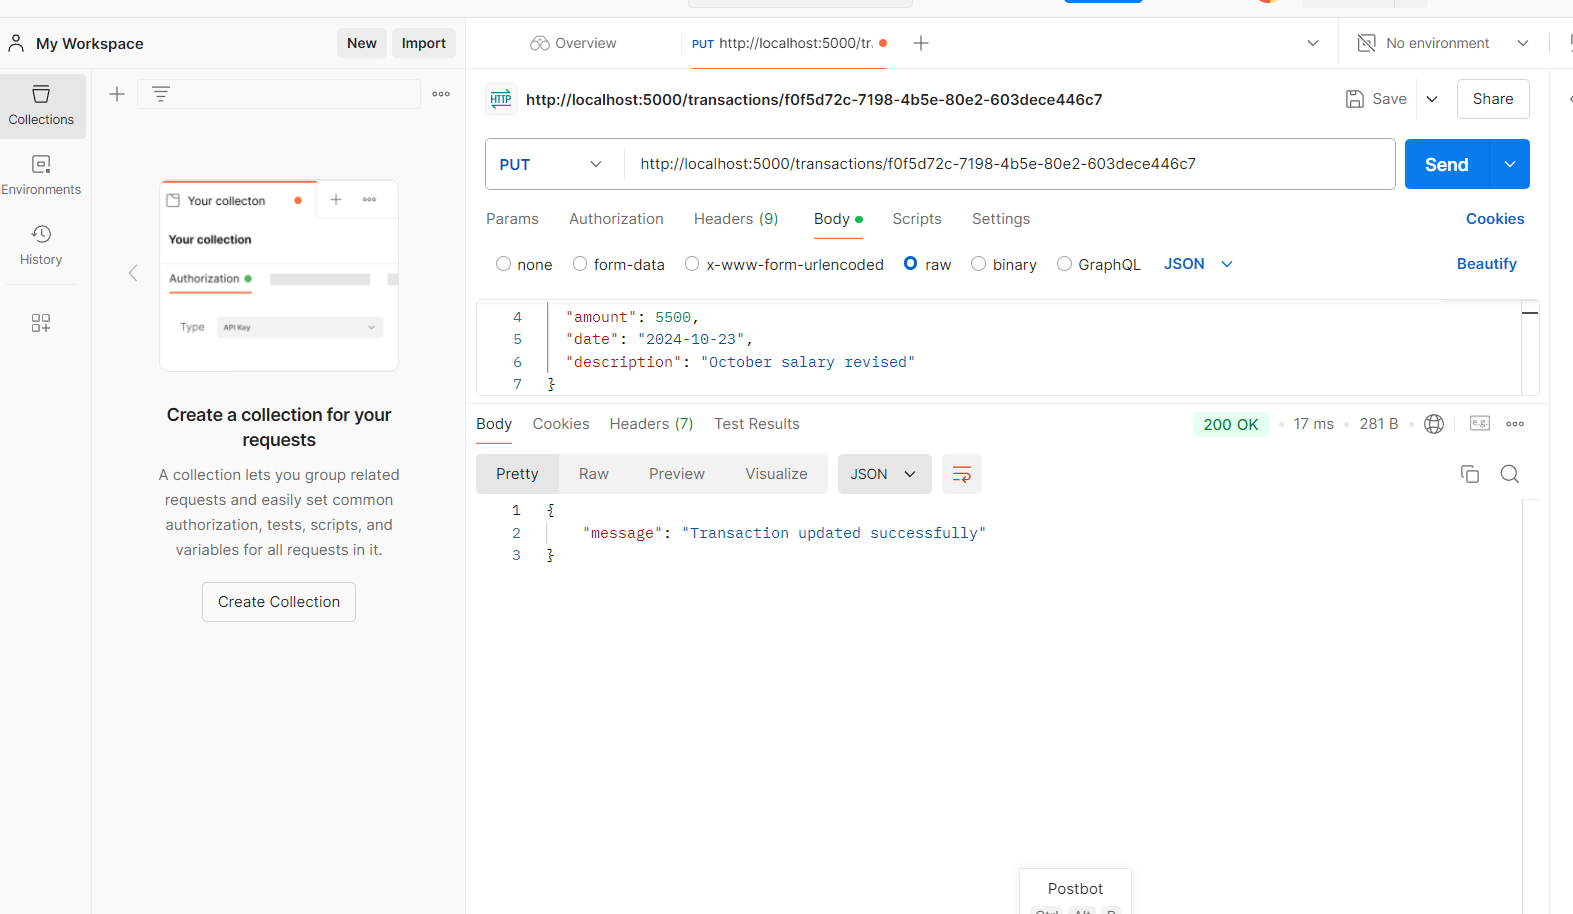 My Workspace
New
Import
Overview
PUT http://localhost:5000/tr
No environment
Collections
Environments
History
Your collecton
Your collection
Authorization
Type
API Key
Create a collection for your
requests
A collection lets you group related
requests and easily set common
authorization, tests, scripts, and
variables for all requests in it.
Create Collection
HTTP
http://localhost:5000/transactions/f0f5d72c-7198-4b5e-80e2-603dece446c7
Save
Share
PUT
http://localhost:5000/transactions/f0f5d72c-7198-4b5e-80e2-603dece446c7
Send
Params
Authorization
Headers (9)
Body
Scripts
Settings
Cookies
none
form-data
x-www-form-urlencoded
raw
binary
GraphQL
JSON
Beautify
4 "amount": 5500,
5 "date": "2024-10-23",
6 "description": "October salary revised"
7 }
Body
Cookies
Headers (7)
Test Results
200 OK
17 ms
281 B
e.g.
Pretty
Raw
Preview
Visualize
JSON
1 {
2 "message": "Transaction updated successfully"
3 }
Postbot
Ctrl Alt P